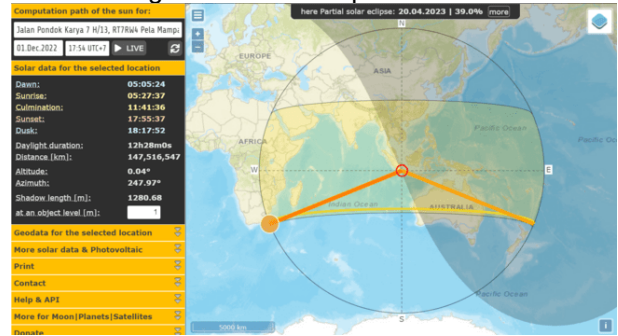 Computation path of the sun for:
Jalan Pondok Karya 7 H/13, RT7RW4 Pela Mampa
01.Dec.2022 17:54 UTC+7 LIVE
Solar data for the selected location
Dawn: 05:05:24
Sunrise: 05:27:37
Culmination: 11:41:36
Sunset: 17:55:37
Dusk: 18:17:52
Daylight duration: 12h28m0s
Distance [km]: 147,516,547
Altitude: 0.04°
Azimuth: 247.97°
Shadow length [m]: 1280.68
at an object level [m]: 1
Geodata for the selected location
More solar data & Photovoltaic
Print
Contact
Help & API
More for Moon|Planets|Satellites
Donate
here Partial solar eclipse: 20.04.2023 | 39.0% more
+
-
N
EUROPE
ASIA
AFRICA
Pacific Ocean
Pacific Oc
W
E
Indian Ocean
AUSTRALIA
Pacific Ocean
S
5000 km
i